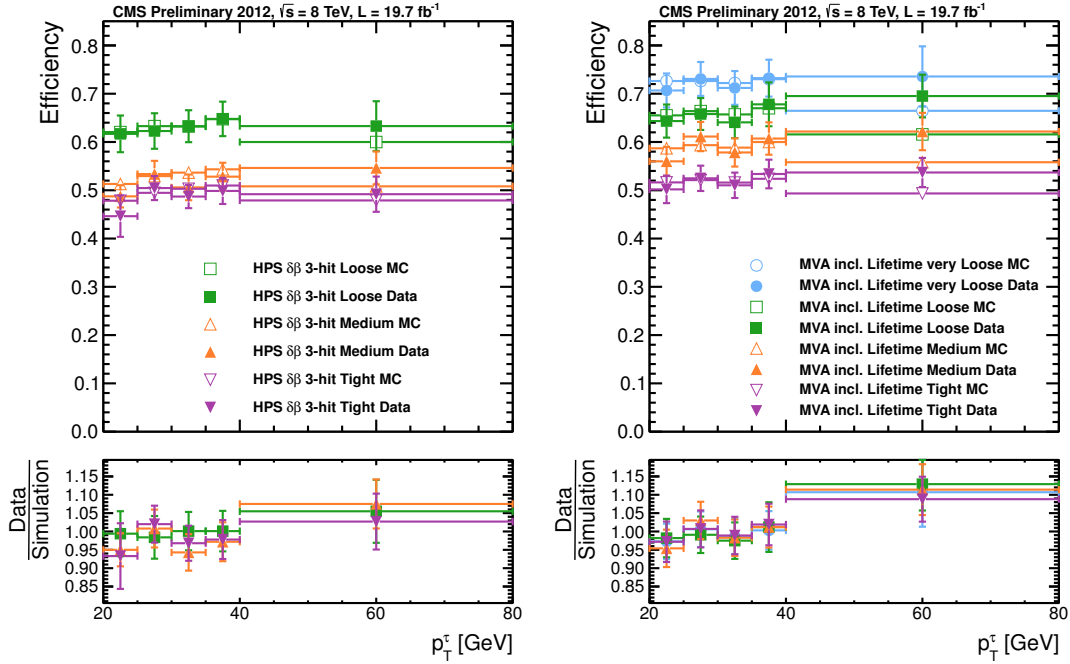 CMS Preliminary 2012, √s = 8 TeV, L = 19.7 fb⁻¹
Efficiency
0.8
0.7
0.6
0.5
0.4
0.3
0.2
0.1
0.0
HPS δβ 3-hit Loose MC
HPS δβ 3-hit Loose Data
HPS δβ 3-hit Medium MC
HPS δβ 3-hit Medium Data
HPS δβ 3-hit Tight MC
HPS δβ 3-hit Tight Data
Data
Simulation
1.15
1.10
1.05
1.00
0.95
0.90
0.85
20 40 60 80
p_T^τ [GeV]
CMS Preliminary 2012, √s = 8 TeV, L = 19.7 fb⁻¹
Efficiency
0.8
0.7
0.6
0.5
0.4
0.3
0.2
0.1
0.0
MVA incl. Lifetime very Loose MC
MVA incl. Lifetime very Loose Data
MVA incl. Lifetime Loose MC
MVA incl. Lifetime Loose Data
MVA incl. Lifetime Medium MC
MVA incl. Lifetime Medium Data
MVA incl. Lifetime Tight MC
MVA incl. Lifetime Tight Data
Data
Simulation
1.15
1.10
1.05
1.00
0.95
0.90
0.85
20 40 60 80
p_T^τ [GeV]